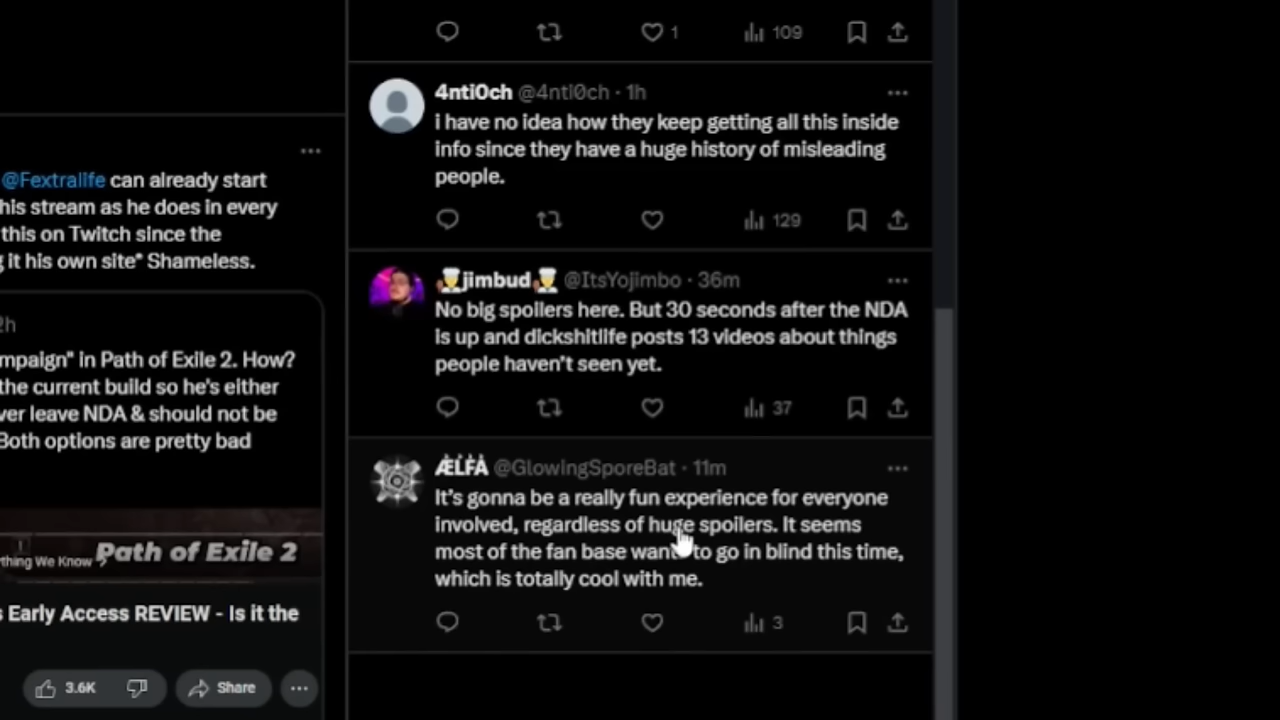 @Fextralife can already start
his stream as he does in every
this on Twitch since the
g it his own site* Shameless.
2h
mpaign" in Path of Exile 2. How?
the current build so he's either
ver leave NDA & should not be
Both options are pretty bad
thing We Know
Path of Exile 2
s Early Access REVIEW - Is it the
3.6K
Share
1
109
4nti0ch @4nti0ch · 1h
i have no idea how they keep getting all this inside
info since they have a huge history of misleading
people.
129
jimbud @ItsYojimbo · 36m
No big spoilers here. But 30 seconds after the NDA
is up and dickshitlife posts 13 videos about things
people haven't seen yet.
37
ÆLFA @GlowingSporeBat · 11m
It's gonna be a really fun experience for everyone
involved, regardless of huge spoilers. It seems
most of the fan base want to go in blind this time,
which is totally cool with me.
3